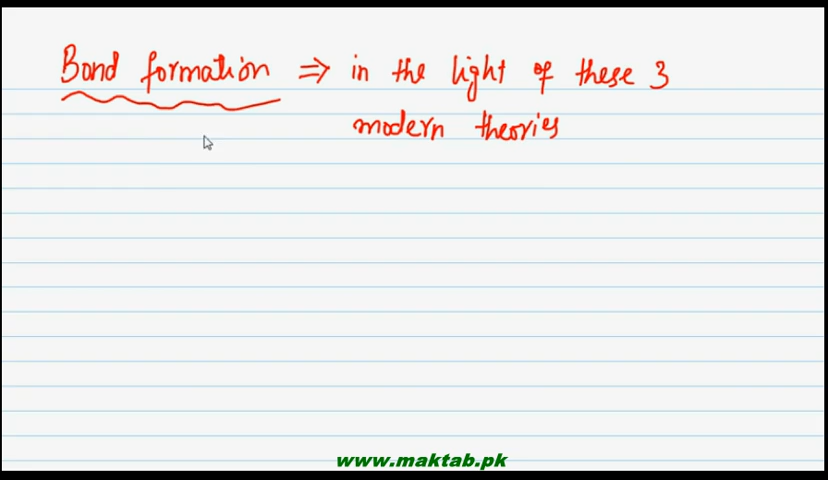 Bond formation ⇒ in the light of these 3
modern theories
www.maktab.pk